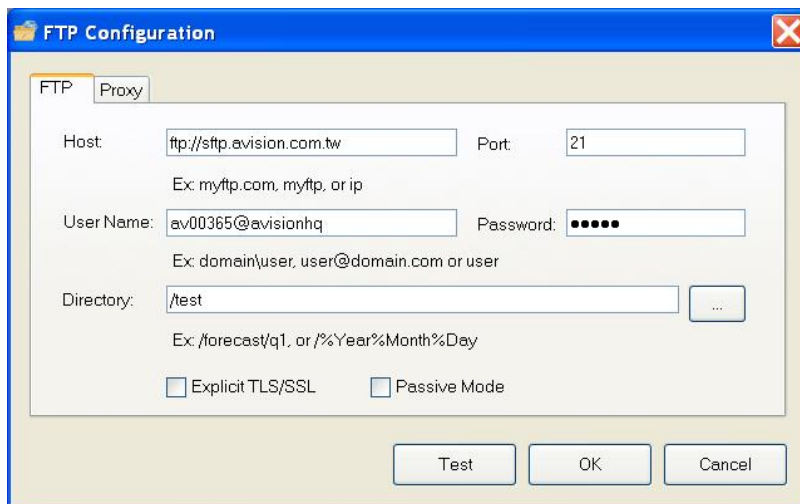 FTP Configuration
FTP
Proxy
Host:
ftp://sftp.avision.com.tw
Port:
21
Ex: myftp.com, myftp, or ip
User Name:
av00365@avisionhq
Password:
●●●●●
Ex: domain\user, user@domain.com or user
Directory:
/test
...
Ex: /forecast/q1, or /%Year%Month%Day
Explicit TLS/SSL
Passive Mode
Test
OK
Cancel